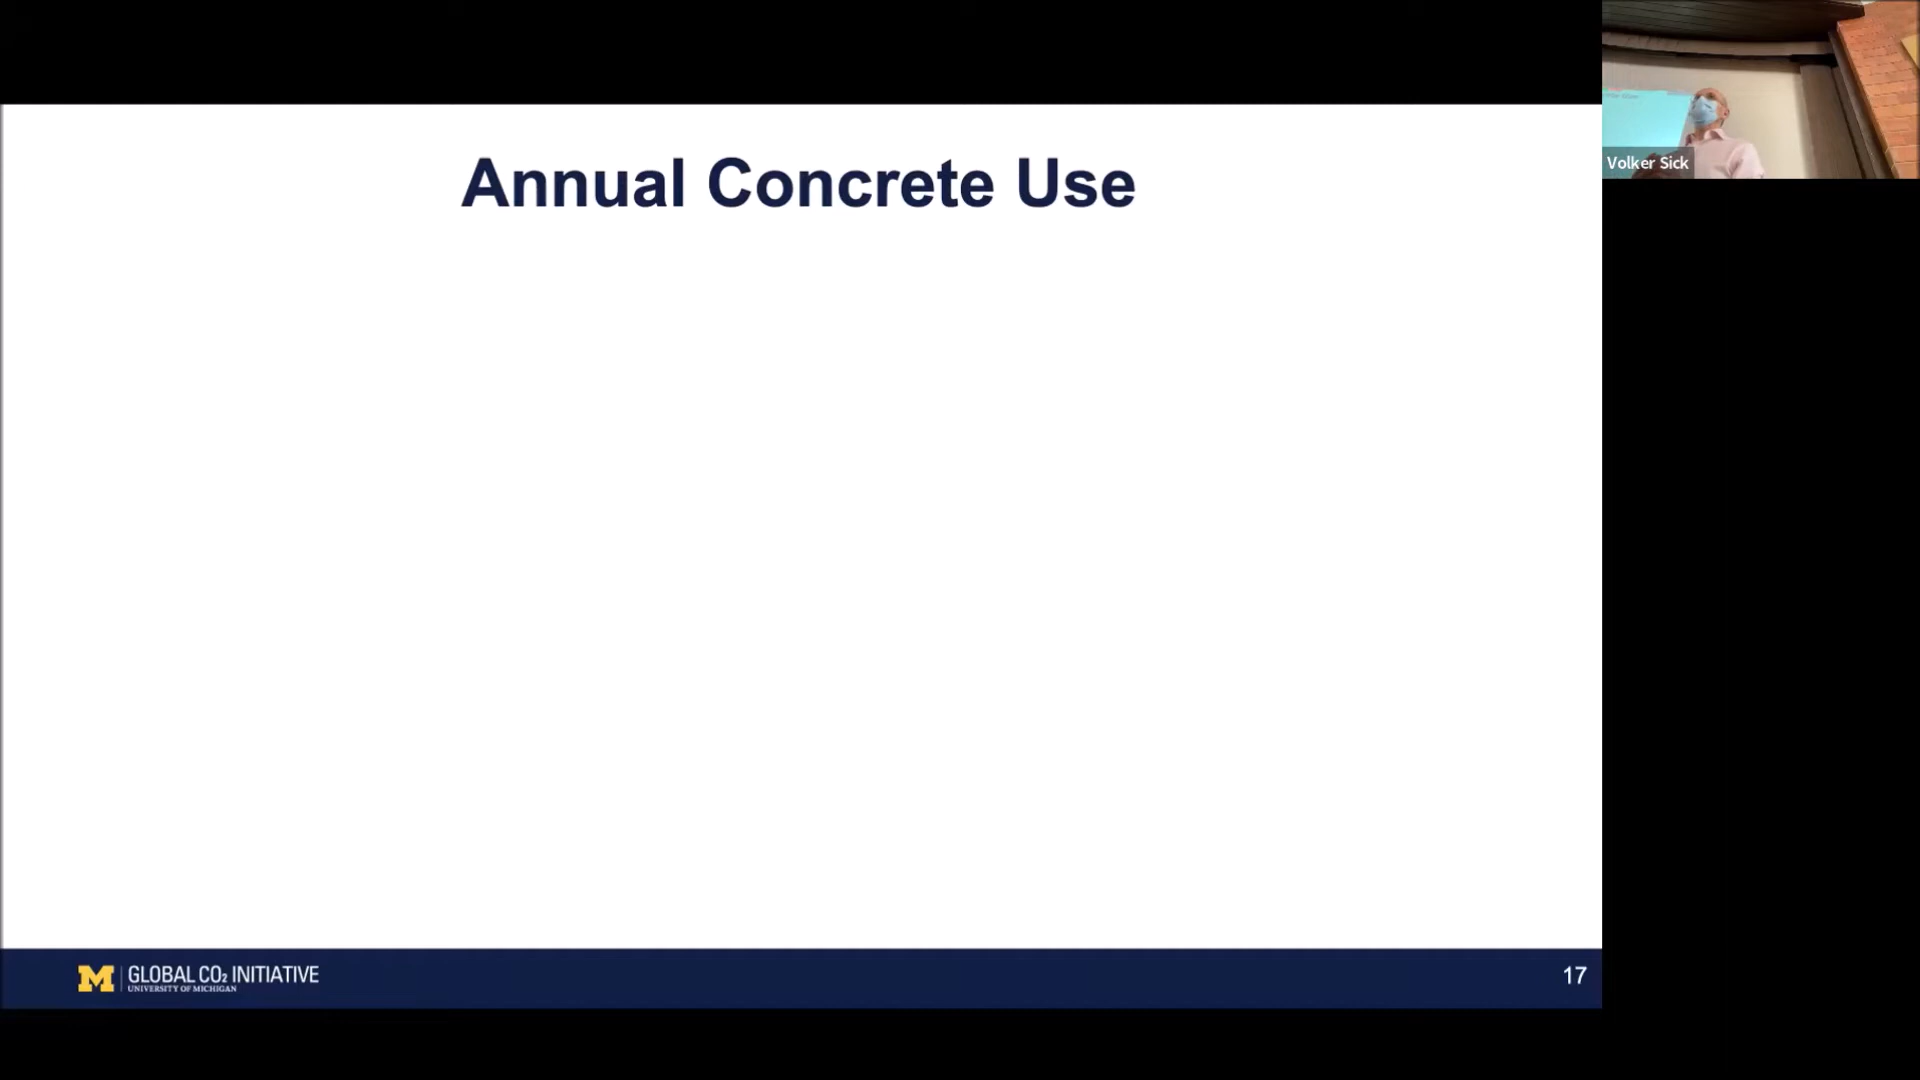 Annual Concrete Use
Volker Sick
GLOBAL CO₂ INITIATIVE
UNIVERSITY OF MICHIGAN
17